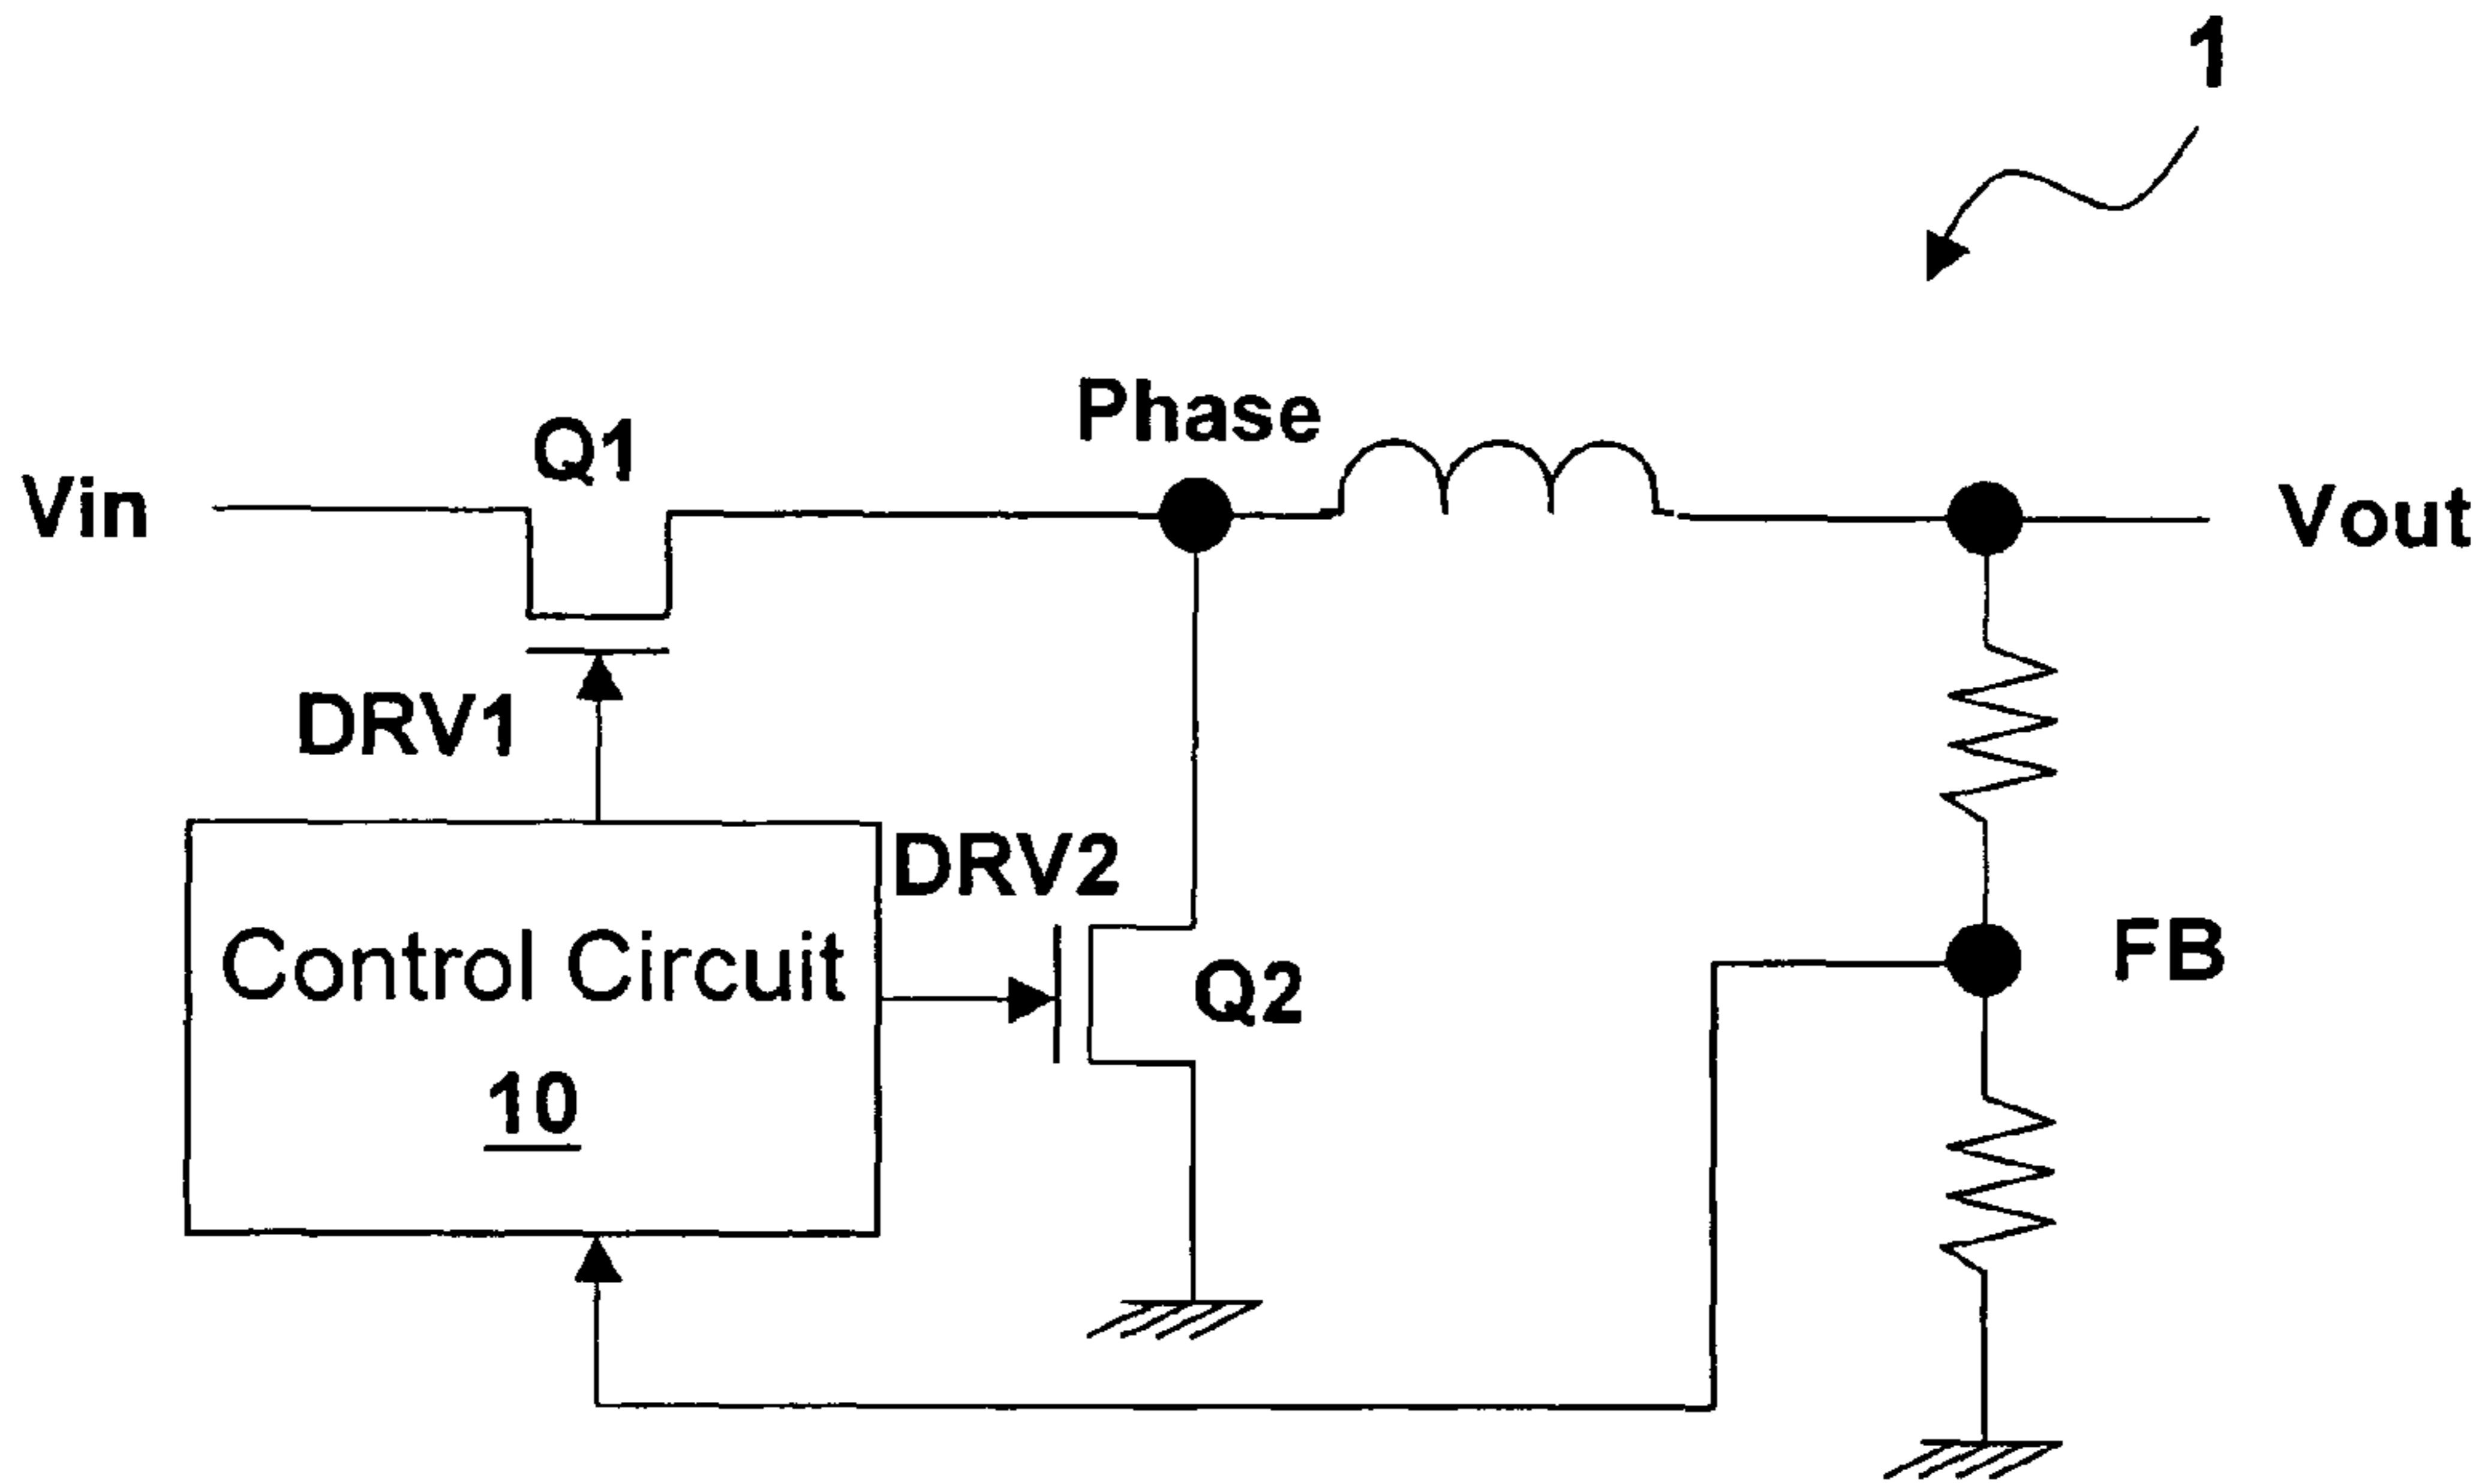 1
Phase
Q1
Vin
Vout
DRV1
DRV2
Control Circuit
FB
Q2
10